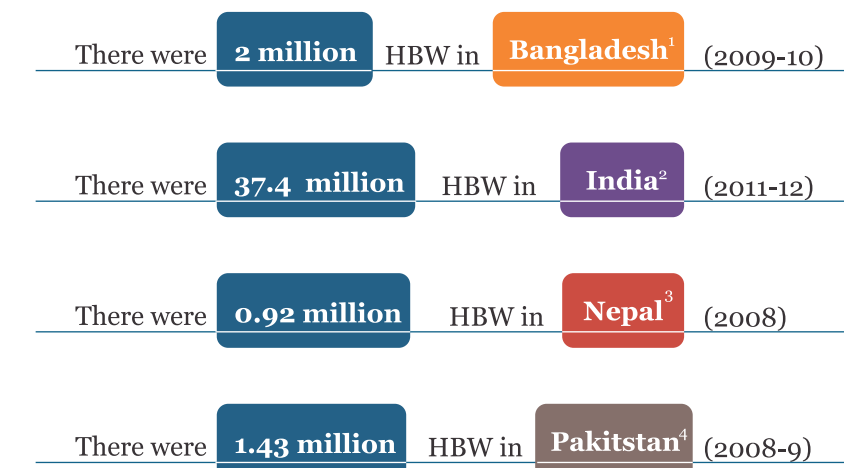 There were 2 million HBW in Bangladesh¹ (2009-10)
There were 37.4 million HBW in India² (2011-12)
There were 0.92 million HBW in Nepal³ (2008)
There were 1.43 million HBW in Pakitstan⁴ (2008-9)